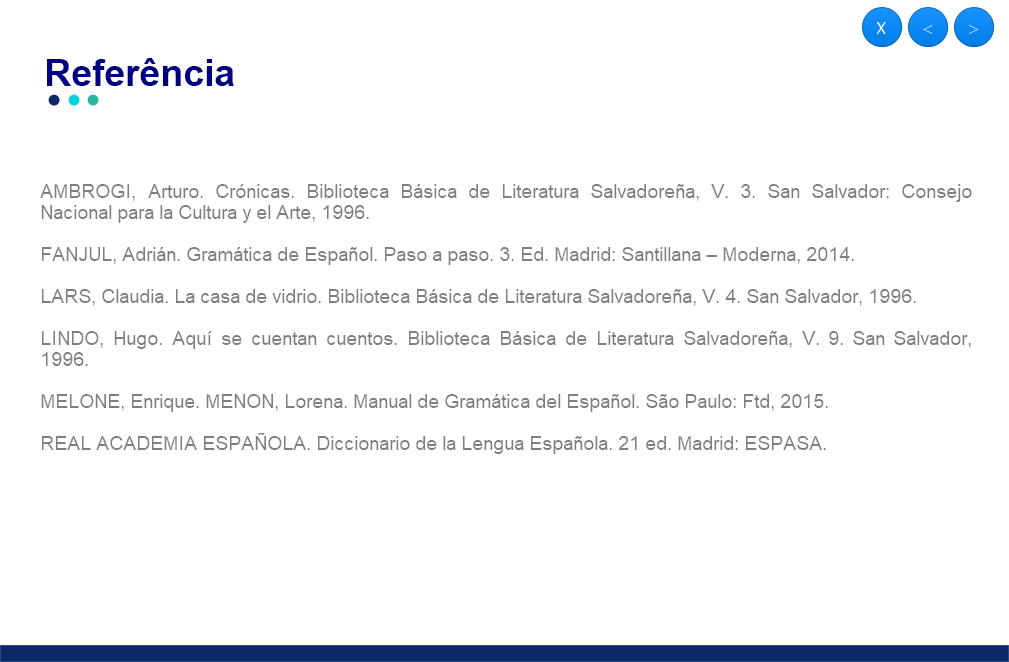 X < >
Referência
AMBROGI, Arturo. Crónicas. Biblioteca Básica de Literatura Salvadoreña, V. 3. San Salvador: Consejo
Nacional para la Cultura y el Arte, 1996.
FANJUL, Adrián. Gramática de Español. Paso a paso. 3. Ed. Madrid: Santillana – Moderna, 2014.
LARS, Claudia. La casa de vidrio. Biblioteca Básica de Literatura Salvadoreña, V. 4. San Salvador, 1996.
LINDO, Hugo. Aquí se cuentan cuentos. Biblioteca Básica de Literatura Salvadoreña, V. 9. San Salvador,
1996.
MELONE, Enrique. MENON, Lorena. Manual de Gramática del Español. São Paulo: Ftd, 2015.
REAL ACADEMIA ESPAÑOLA. Diccionario de la Lengua Española. 21 ed. Madrid: ESPASA.